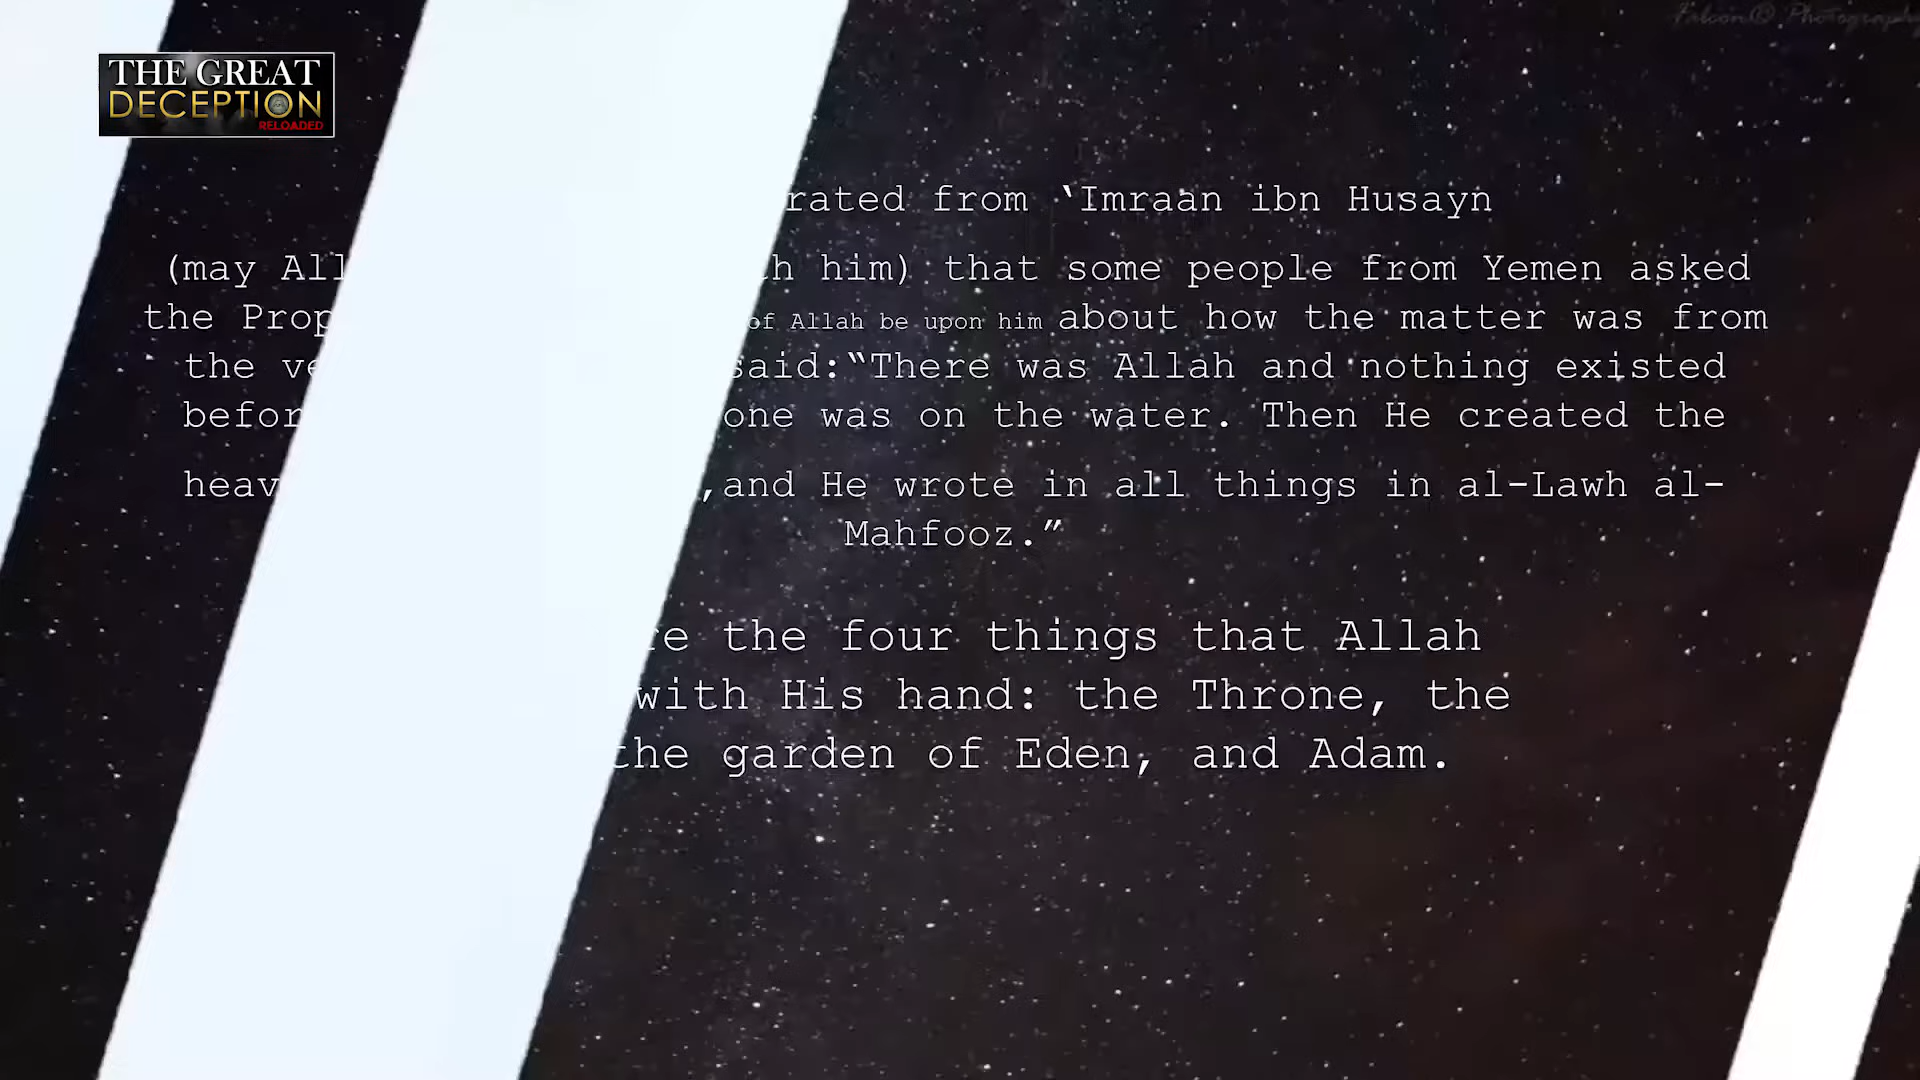 Falcon® Photography
THE GREAT
DECEPTION
RELOADED
rated from ‘Imraan ibn Husayn
(may All h him) that some people from Yemen asked
the Prop of Allah be upon him about how the matter was from
the ve said:“There was Allah and nothing existed
befor one was on the water. Then He created the
heav ,and He wrote in all things in al-Lawh al-
Mahfooz.”
re the four things that Allah
with His hand: the Throne, the
the garden of Eden, and Adam.